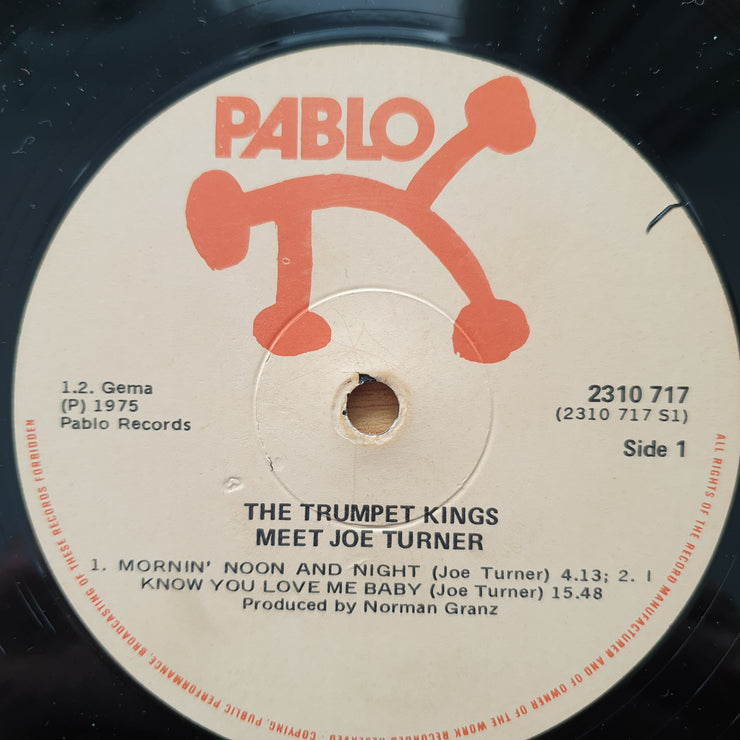 PABLO
1.2. Gema
(P) 1975
Pablo Records
2310 717
(2310 717 S1)
Side 1
THE TRUMPET KINGS
MEET JOE TURNER
1. MORNIN' NOON AND NIGHT (Joe Turner) 4.13; 2. I
KNOW YOU LOVE ME BABY (Joe Turner) 15.48
Produced by Norman Granz
ALL RIGHTS OF THE RECORD MANUFACTURER AND OF OWNER OF THE WORK RECORDED RESERVED · COPYING, PUBLIC PERFORMANCE, BROADCASTING OF THESE RECORDS FORBIDDEN